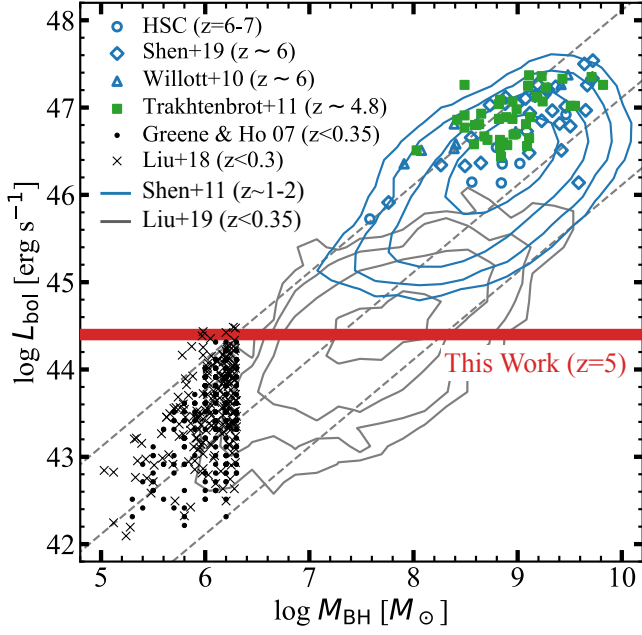 48
47
46
45
44
43
42
log L_bol [erg s⁻¹]
HSC (z=6-7)
Shen+19 (z ∼ 6)
Willott+10 (z ∼ 6)
Trakhtenbrot+11 (z ∼ 4.8)
Greene & Ho 07 (z<0.35)
Liu+18 (z<0.3)
Shen+11 (z~1-2)
Liu+19 (z<0.35)
This Work (z=5)
5 6 7 8 9 10
log M_BH [M_⊙]